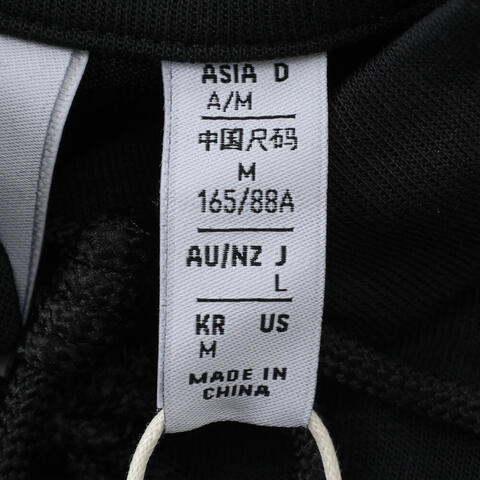 ASIA D
A/M
中国尺码
M
165/88A
AU/NZ J
L
KR US
M
MADE IN
CHINA